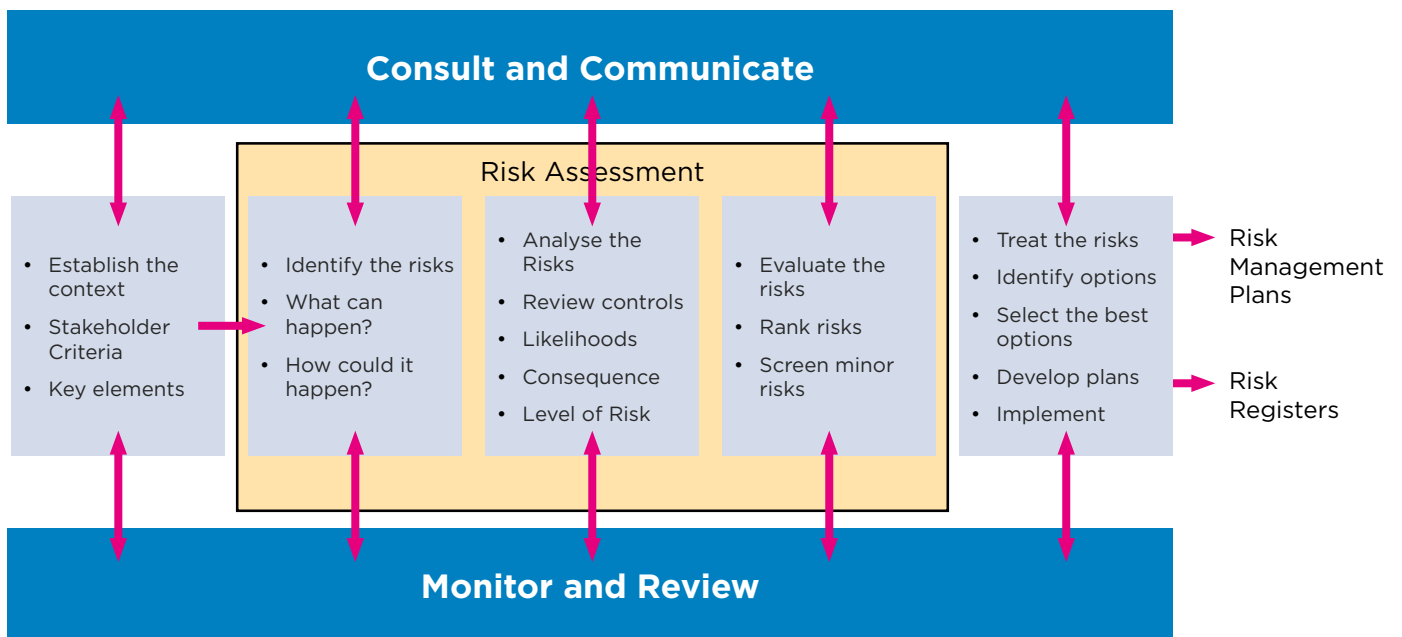 Consult and Communicate
Risk Assessment
• Establish the
context
• Stakeholder
Criteria
• Key elements
• Identify the risks
• What can
happen?
• How could it
happen?
• Analyse the
Risks
• Review controls
• Likelihoods
• Consequence
• Level of Risk
• Evaluate the
risks
• Rank risks
• Screen minor
risks
• Treat the risks
• Identify options
• Select the best
options
• Develop plans
• Implement
Risk
Management
Plans
Risk
Registers
Monitor and Review